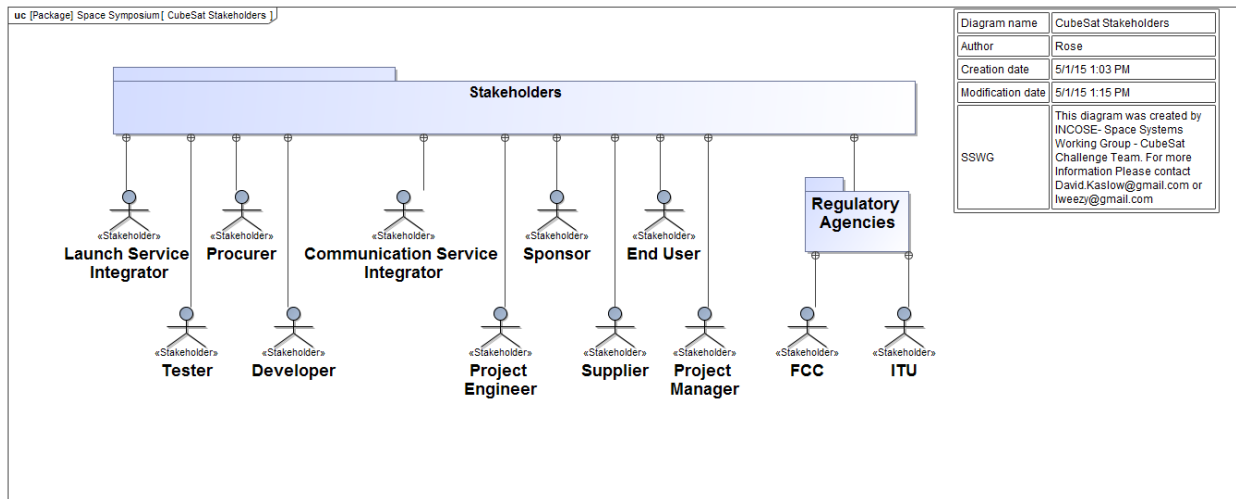 uc [Package] Space Symposium[ CubeSat Stakeholders ]
Diagram name
CubeSat Stakeholders
Author
Rose
Creation date
5/1/15 1:03 PM
Modification date
5/1/15 1:15 PM
SSWG
This diagram was created by
INCOSE- Space Systems
Working Group - CubeSat
Challenge Team. For more
Information Please contact
David.Kaslow@gmail.com or
lweezy@gmail.com
Stakeholders
Regulatory
Agencies
«Stakeholder»
Launch Service
Integrator
«Stakeholder»
Procurer
«Stakeholder»
Communication Service
Integrator
«Stakeholder»
Sponsor
«Stakeholder»
End User
«Stakeholder»
Tester
«Stakeholder»
Developer
«Stakeholder»
Project
Engineer
«Stakeholder»
Supplier
«Stakeholder»
Project
Manager
«Stakeholder»
FCC
«Stakeholder»
ITU